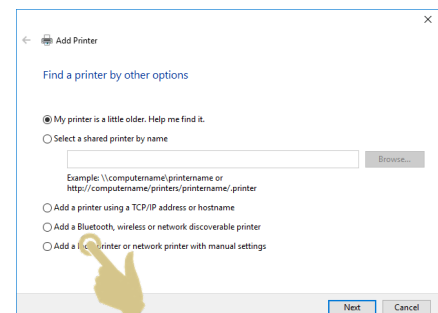 Add Printer
Find a printer by other options
My printer is a little older. Help me find it.
Select a shared printer by name
Browse...
Example: \\computername\printername or
http://computername/printers/printername/.printer
Add a printer using a TCP/IP address or hostname
Add a Bluetooth, wireless or network discoverable printer
Add a printer or network printer with manual settings
Next Cancel